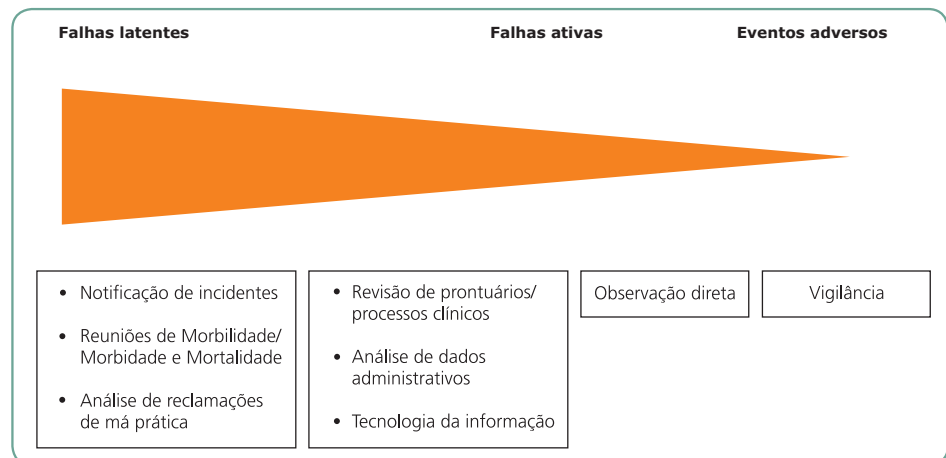 Falhas latentes
Falhas ativas
Eventos adversos
• Notificação de incidentes
• Reuniões de Morbilidade/
Morbidade e Mortalidade
• Análise de reclamações
de má prática
• Revisão de prontuários/
processos clínicos
• Análise de dados
administrativos
• Tecnologia da informação
Observação direta
Vigilância